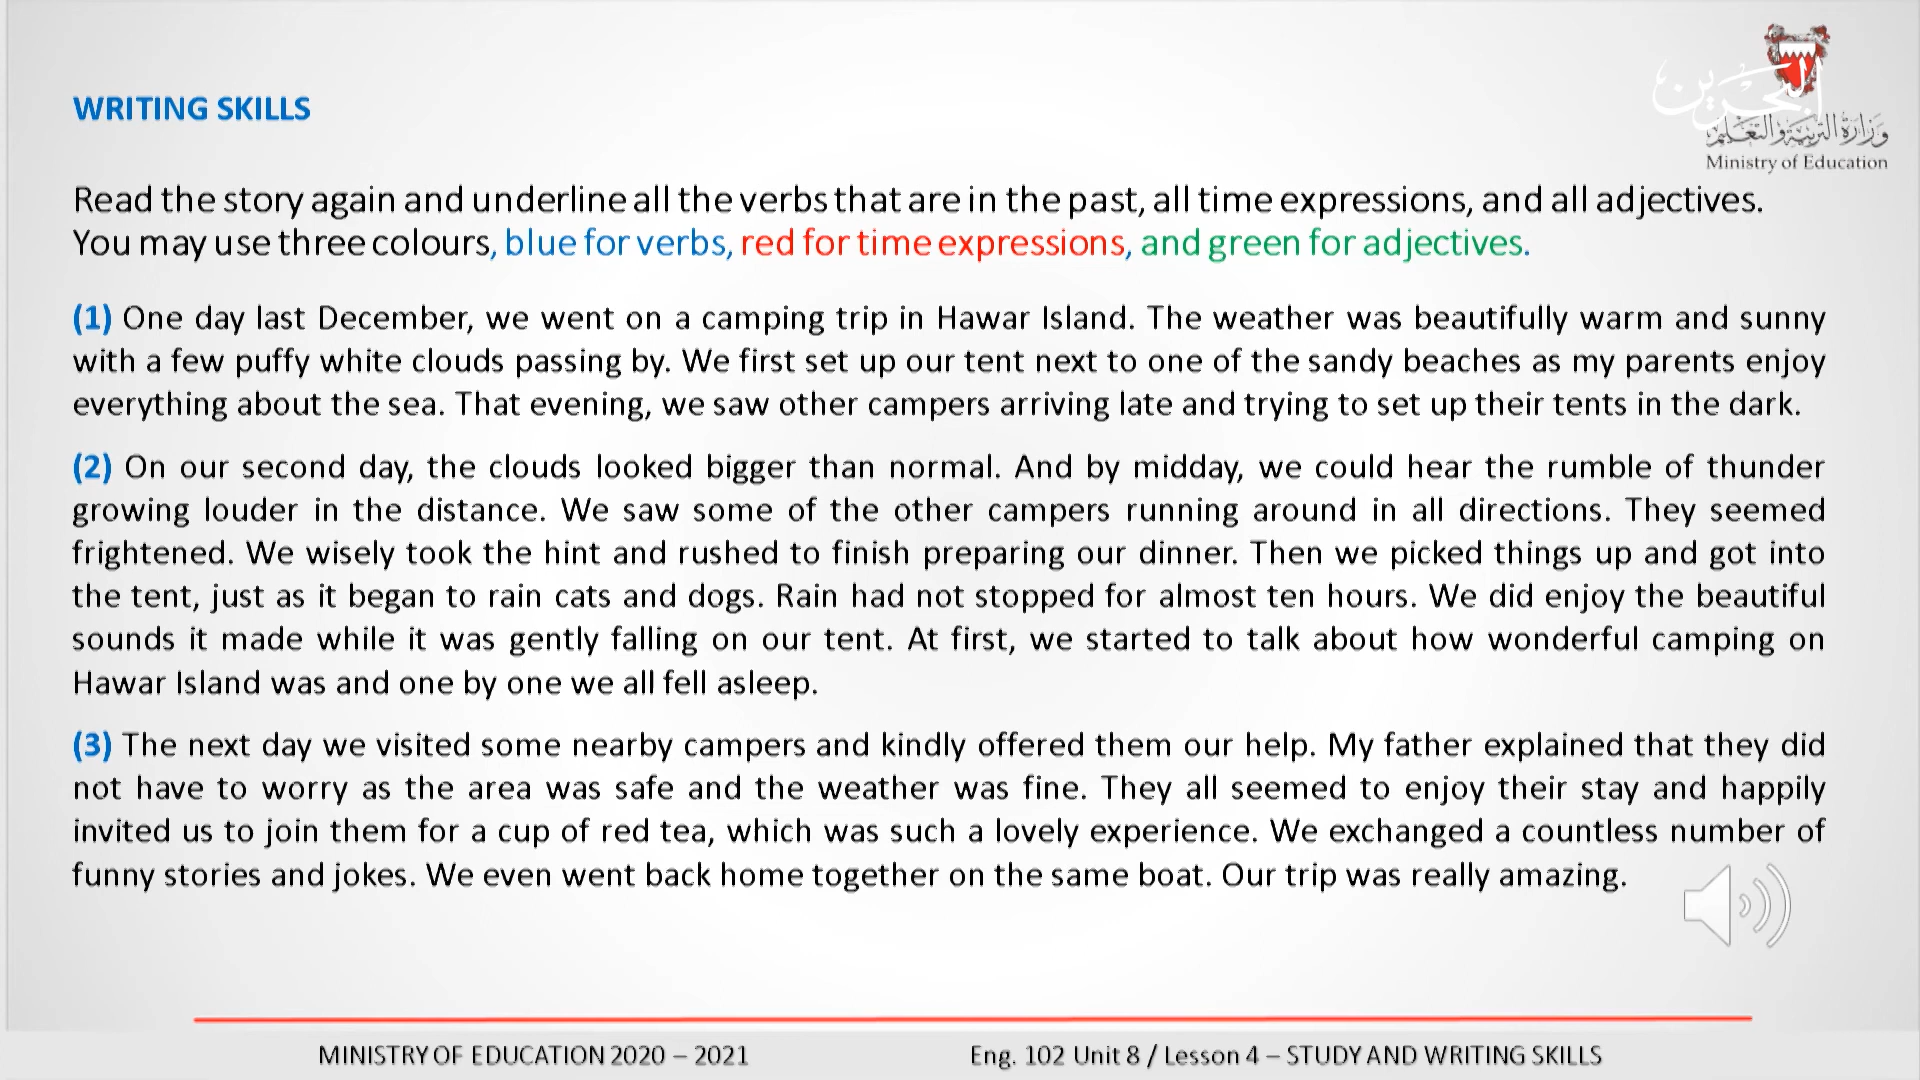 البحرين
وزارة التربية والتعليم
Ministry of Education
WRITING SKILLS
Read the story again and underline all the verbs that are in the past, all time expressions, and all adjectives.
You may use three colours, blue for verbs, red for time expressions, and green for adjectives.
(1) One day last December, we went on a camping trip in Hawar Island. The weather was beautifully warm and sunny
with a few puffy white clouds passing by. We first set up our tent next to one of the sandy beaches as my parents enjoy
everything about the sea. That evening, we saw other campers arriving late and trying to set up their tents in the dark.
(2) On our second day, the clouds looked bigger than normal. And by midday, we could hear the rumble of thunder
growing louder in the distance. We saw some of the other campers running around in all directions. They seemed
frightened. We wisely took the hint and rushed to finish preparing our dinner. Then we picked things up and got into
the tent, just as it began to rain cats and dogs. Rain had not stopped for almost ten hours. We did enjoy the beautiful
sounds it made while it was gently falling on our tent. At first, we started to talk about how wonderful camping on
Hawar Island was and one by one we all fell asleep.
(3) The next day we visited some nearby campers and kindly offered them our help. My father explained that they did
not have to worry as the area was safe and the weather was fine. They all seemed to enjoy their stay and happily
invited us to join them for a cup of red tea, which was such a lovely experience. We exchanged a countless number of
funny stories and jokes. We even went back home together on the same boat. Our trip was really amazing.
MINISTRY OF EDUCATION 2020 – 2021
Eng. 102 Unit 8 / Lesson 4 – STUDY AND WRITING SKILLS